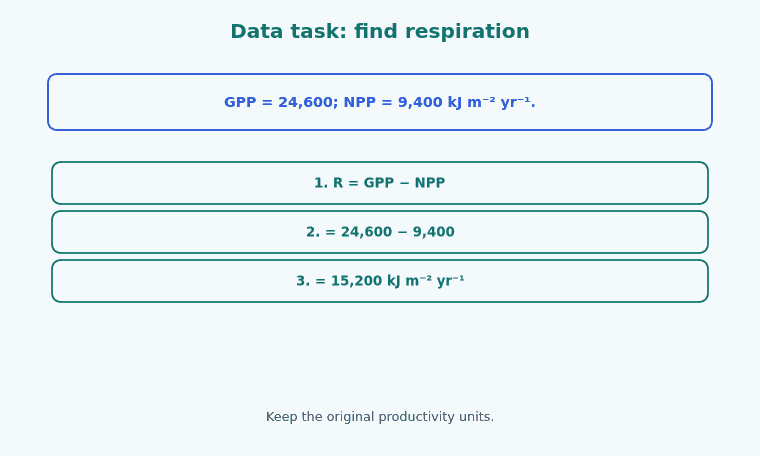 Data task: find respiration
GPP = 24,600; NPP = 9,400 kJ m⁻² yr⁻¹.
1. R = GPP − NPP
2. = 24,600 − 9,400
3. = 15,200 kJ m⁻² yr⁻¹
Keep the original productivity units.